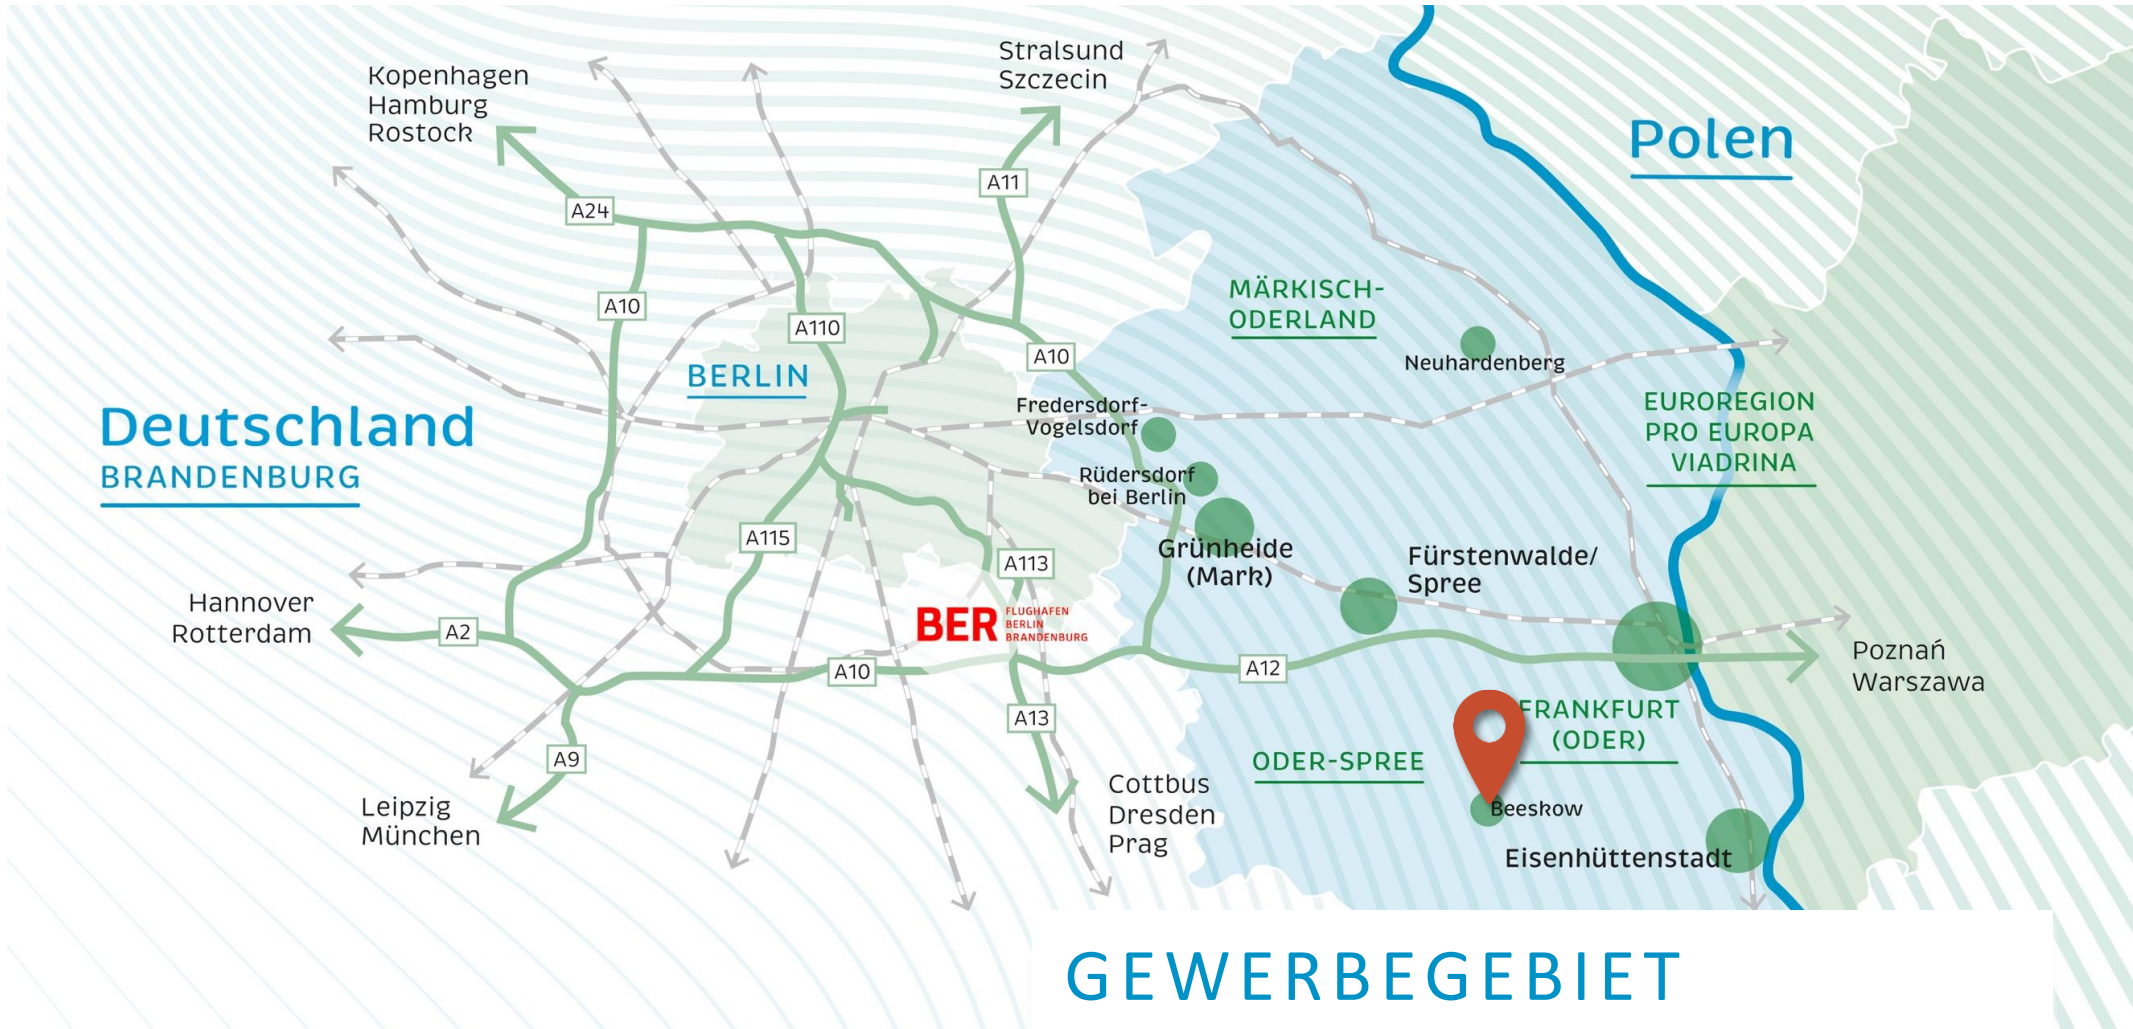 Kopenhagen
Hamburg
Rostock
Stralsund
Szczecin
Polen
A24
A11
A10
A110
A10
BERLIN
MÄRKISCH-
ODERLAND
Neuhardenberg
Deutschland
BRANDENBURG
Fredersdorf-
Vogelsdorf
EUROREGION
PRO EUROPA
VIADRINA
Rüdersdorf
bei Berlin
A115
A113
Grünheide
(Mark)
Fürstenwalde/
Spree
Hannover
Rotterdam
A2
BER
FLUGHAFEN
BERLIN
BRANDENBURG
A10
A12
Poznań
Warszawa
A13
FRANKFURT
(ODER)
A9
ODER-SPREE
Leipzig
München
Cottbus
Dresden
Prag
Beeskow
Eisenhüttenstadt
GEWERBEGEBIET